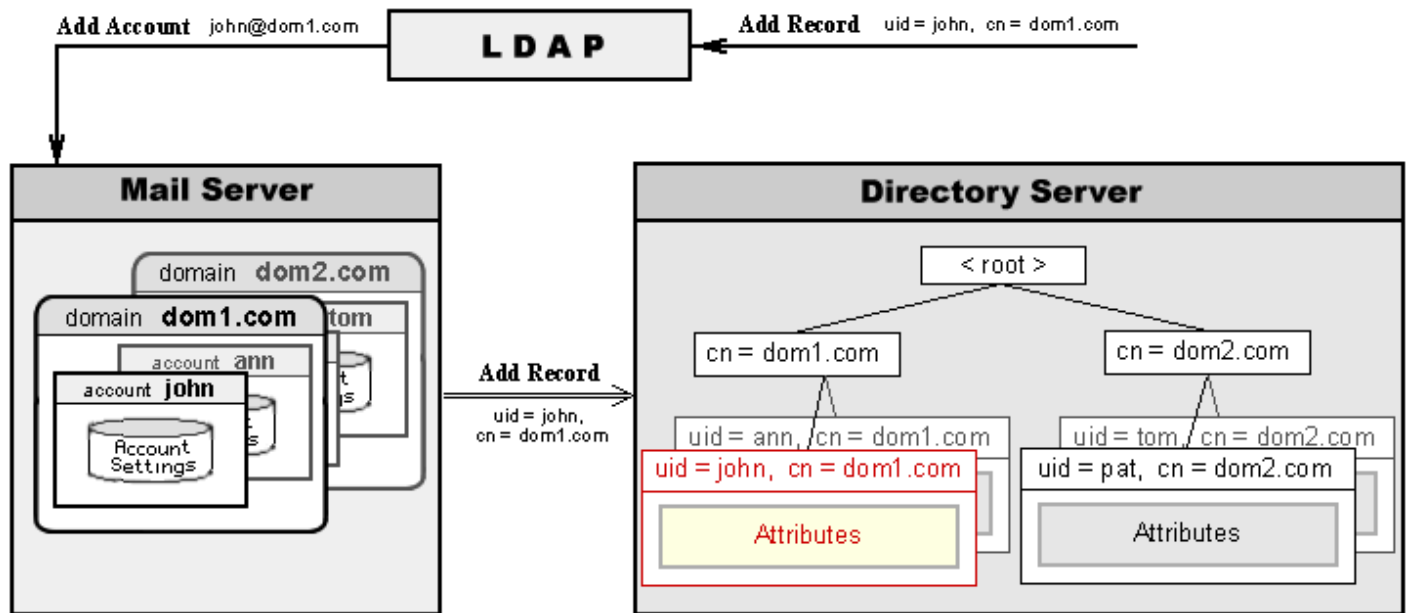 Add Account john@dom1.com
L D A P
Add Record uid = john, cn = dom1.com
Mail Server
domain dom2.com
tom
domain dom1.com
account ann
account john
Account
Settings
Add Record
uid = john,
cn = dom1.com
Directory Server
< root >
cn = dom1.com
cn = dom2.com
uid = ann, cn = dom1.com
uid = john, cn = dom1.com
Attributes
uid = tom, cn = dom2.com
uid = pat, cn = dom2.com
Attributes